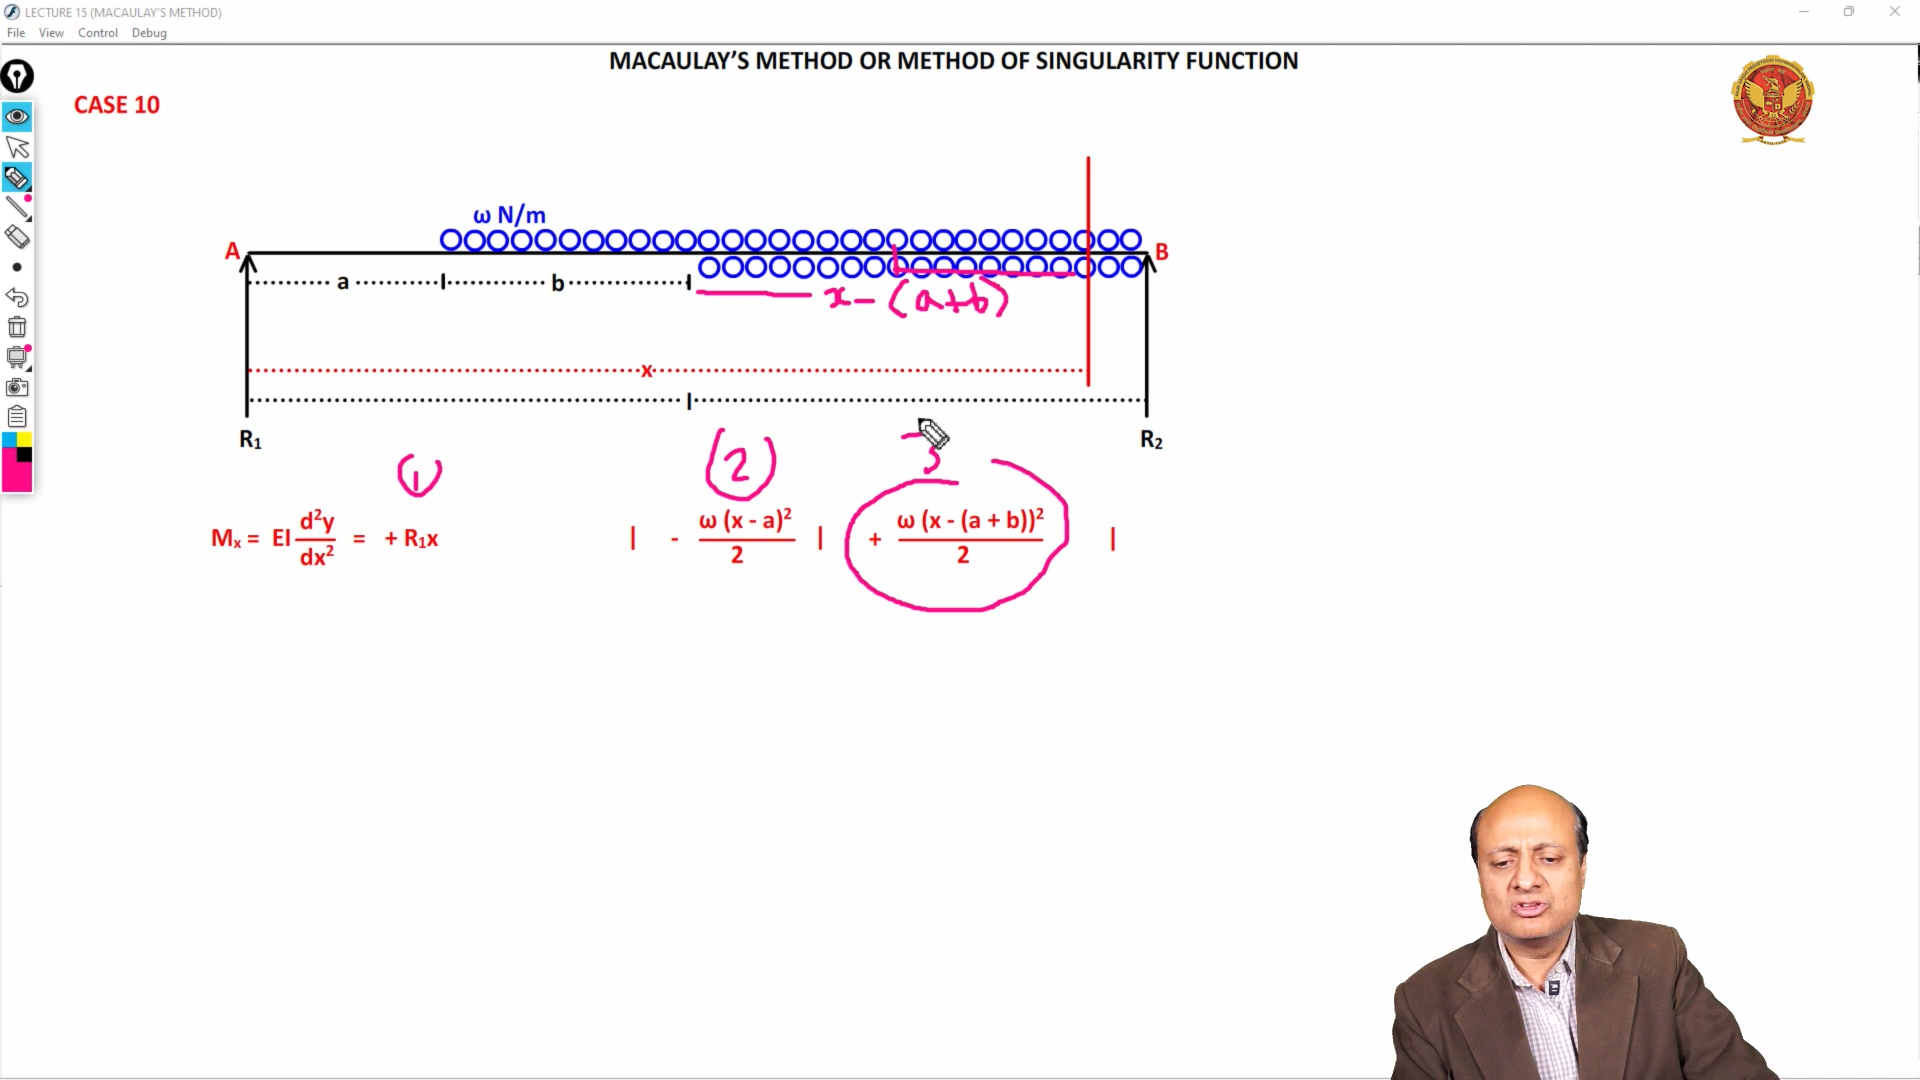 LECTURE 15 (MACAULAY'S METHOD)
File View Control Debug
MACAULAY'S METHOD OR METHOD OF SINGULARITY FUNCTION
CASE 10
ω N/m
A B
a b
x - (a+b)
x
l
R₁ R₂
1 2 3
Mₓ = EI d²y/dx² = + R₁x | - ω (x - a)²/2 | + ω (x - (a + b))²/2 |